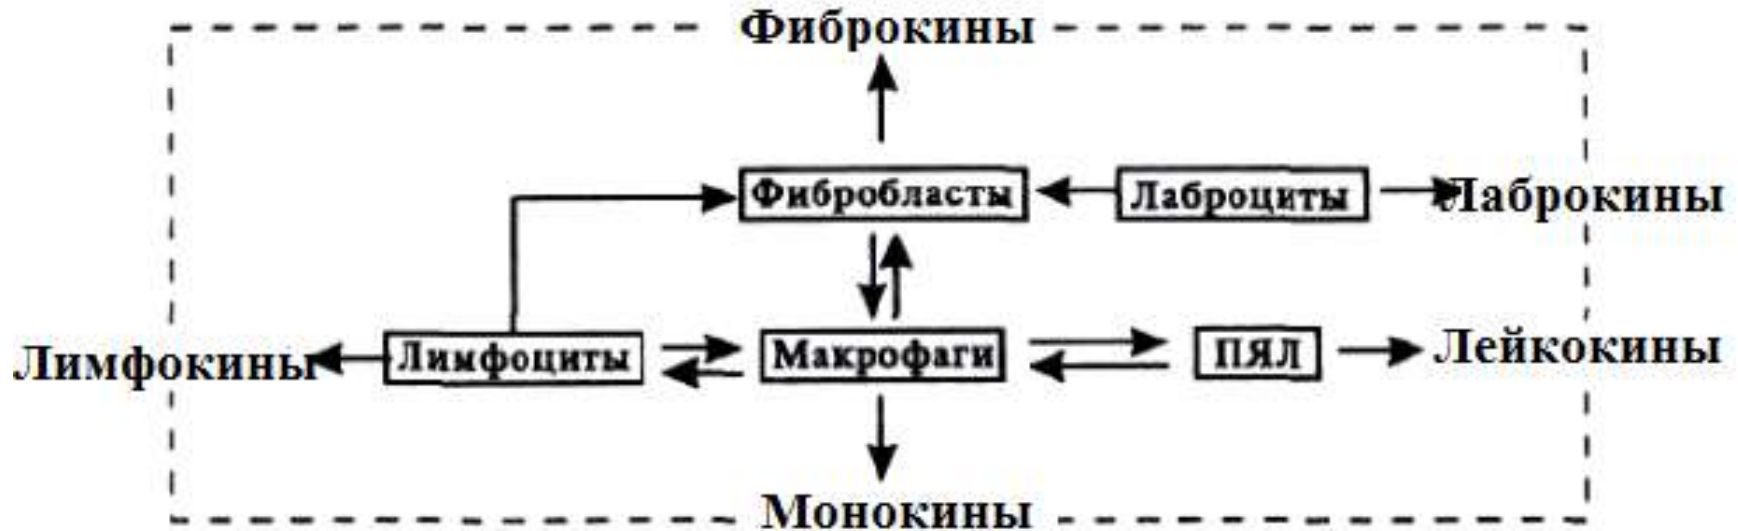 Фиброкины
Фибробласты
Лаброциты
Лаброкины
Лимфокины
Лимфоциты
Макрофаги
ПЯЛ
Лейкокины
Монокины